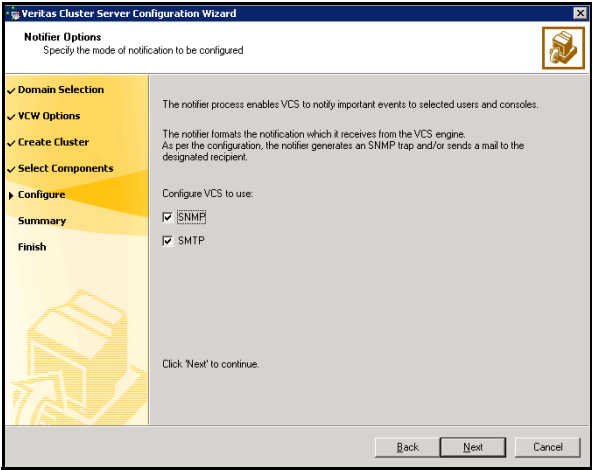 Veritas Cluster Server Configuration Wizard
Notifier Options
Specify the mode of notification to be configured
Domain Selection
VCW Options
Create Cluster
Select Components
Configure
Summary
Finish
The notifier process enables VCS to notify important events to selected users and consoles.
The notifier formats the notification which it receives from the VCS engine.
As per the configuration, the notifier generates an SNMP trap and/or sends a mail to the
designated recipient.
Configure VCS to use:
SNMP
SMTP
Click 'Next' to continue.
Back
Next
Cancel